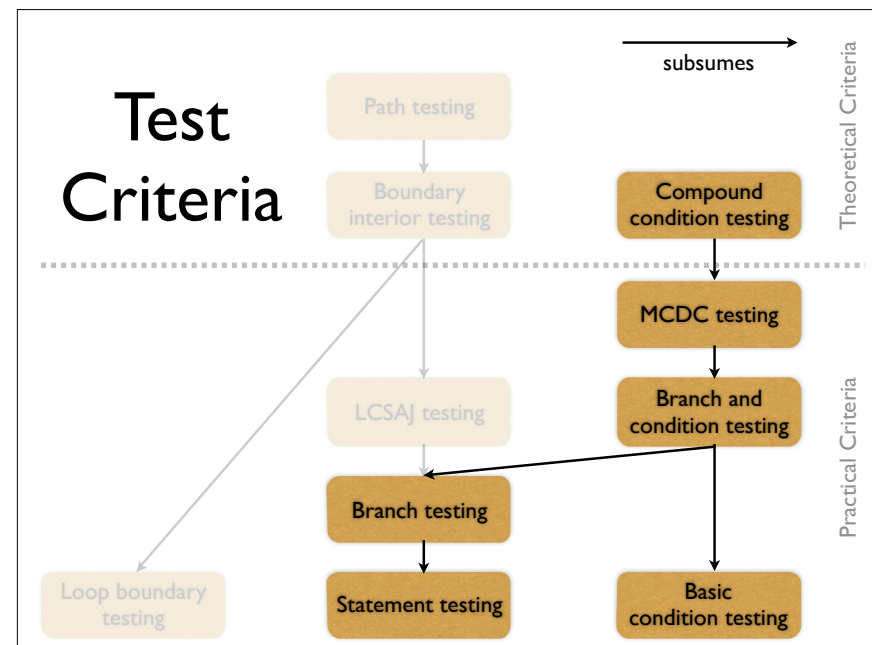 Test
Criteria
subsumes
Theoretical Criteria
Path testing
Boundary
interior testing
Compound
condition testing
MCDC testing
LCSAJ testing
Branch and
condition testing
Practical Criteria
Branch testing
Loop boundary
testing
Statement testing
Basic
condition testing